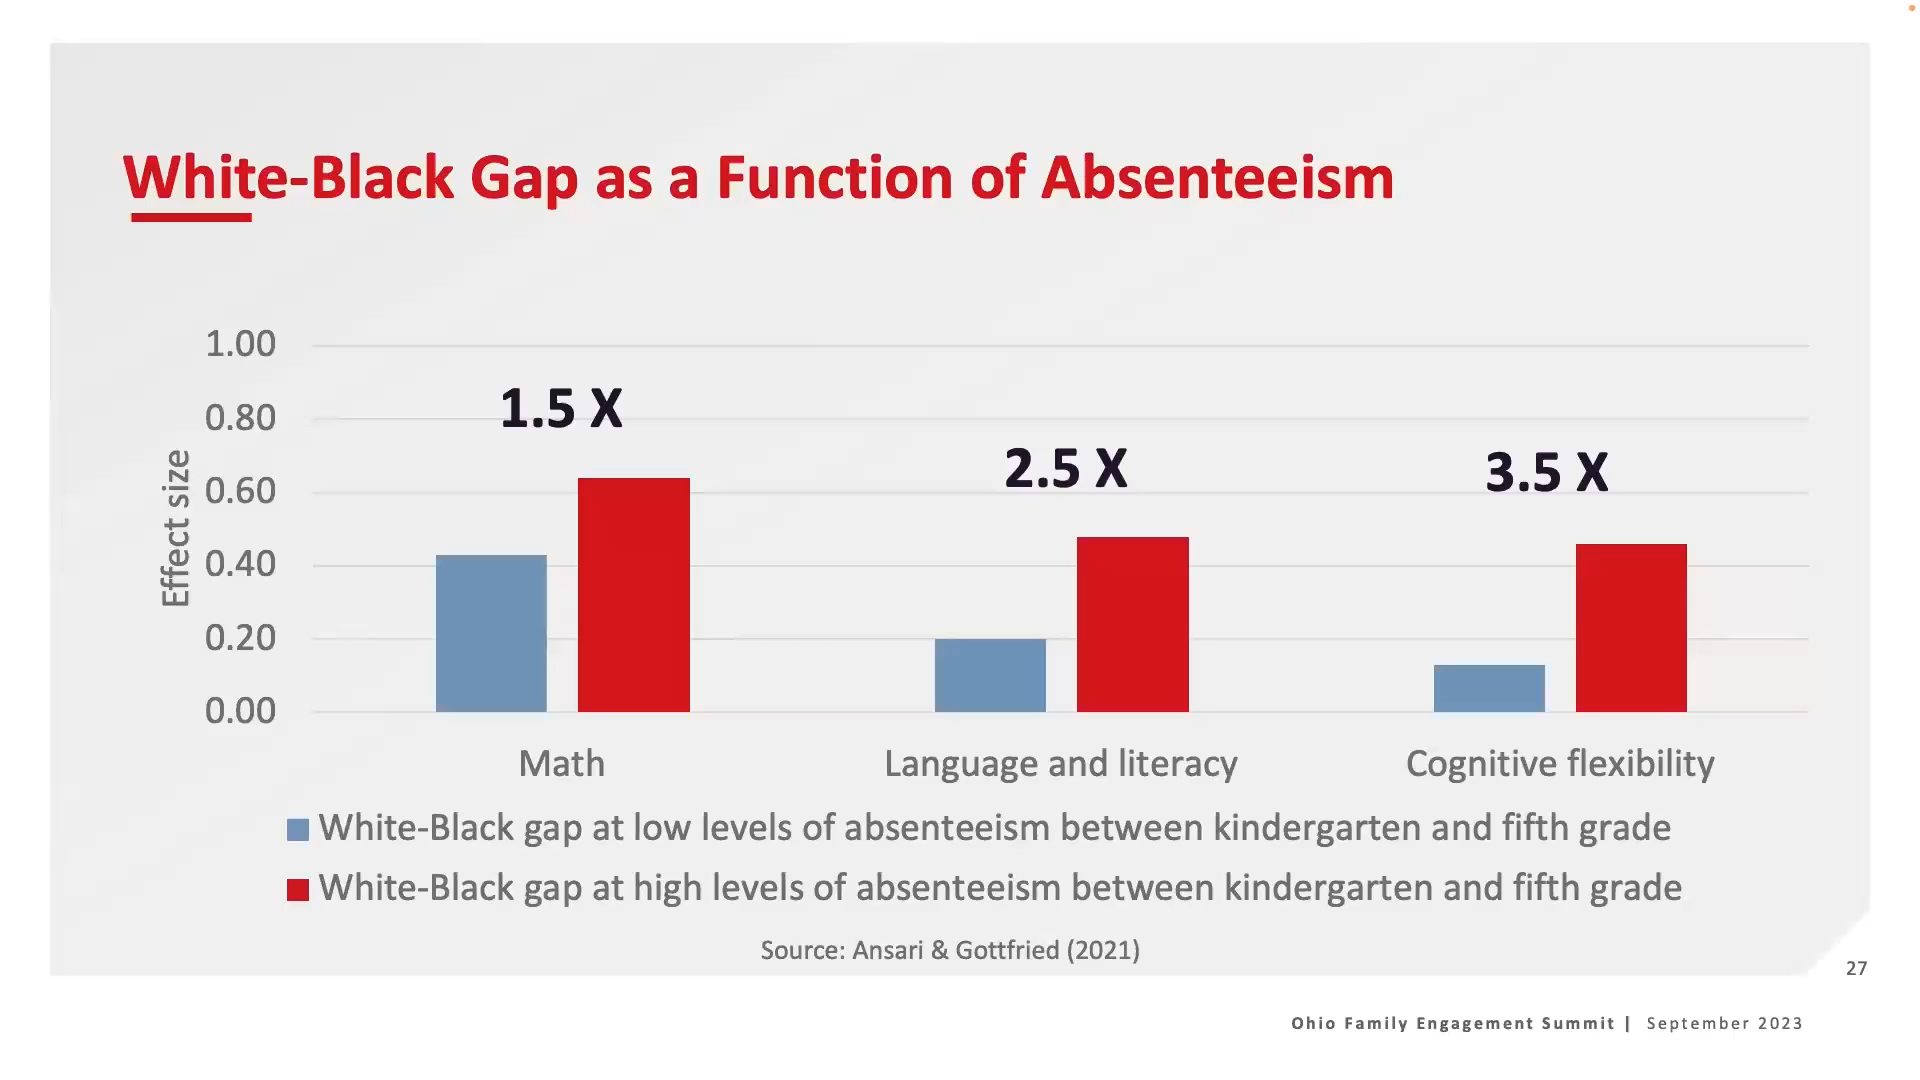 White-Black Gap as a Function of Absenteeism
1.00
0.80
0.60
0.40
0.20
0.00
Effect size
1.5 X
2.5 X
3.5 X
Math
Language and literacy
Cognitive flexibility
White-Black gap at low levels of absenteeism between kindergarten and fifth grade
White-Black gap at high levels of absenteeism between kindergarten and fifth grade
Source: Ansari & Gottfried (2021)
27
Ohio Family Engagement Summit | September 2023